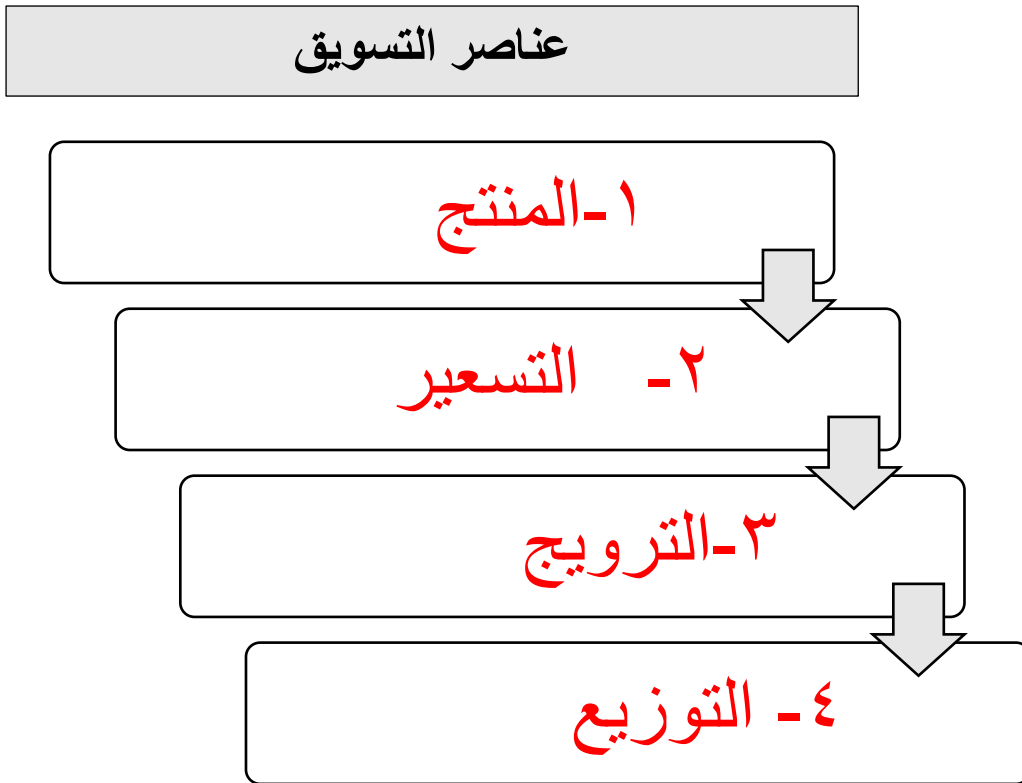 عناصر التسويق
١-المنتج
٢- التسعير
٣-الترويج
٤- التوزيع